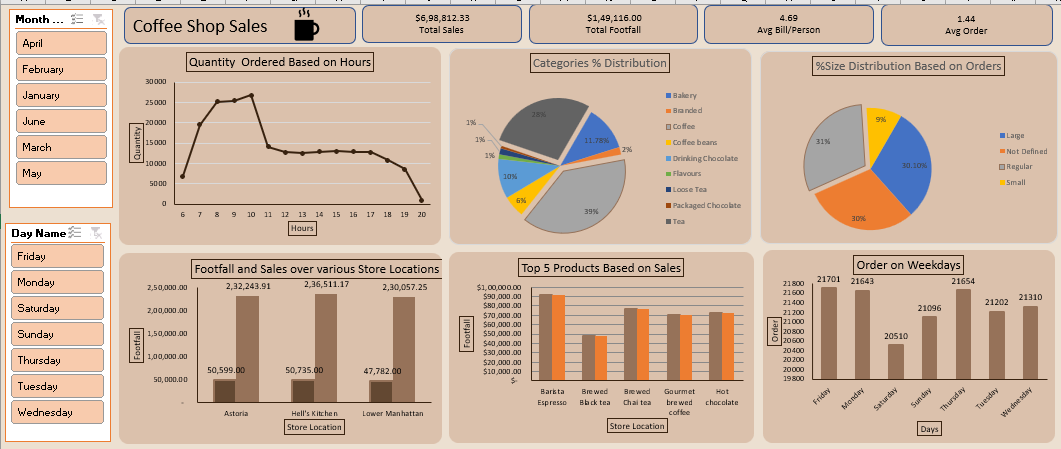 Month ...
April
February
January
June
March
May
Day Name
Friday
Monday
Saturday
Sunday
Thursday
Tuesday
Wednesday
Coffee Shop Sales
$6,98,812.33
Total Sales
$1,49,116.00
Total Footfall
4.69
Avg Bill/Person
1.44
Avg Order
Quantity Ordered Based on Hours
30000
25000
20000
15000
10000
5000
0
Quantity
6 7 8 9 10 11 12 13 14 15 16 17 18 19 20
Hours
Categories % Distribution
28%
11.78%
2%
39%
6%
10%
1%
1%
1%
Bakery
Branded
Coffee
Coffee beans
Drinking Chocolate
Flavours
Loose Tea
Packaged Chocolate
Tea
%Size Distribution Based on Orders
9%
30.10%
30%
31%
Large
Not Defined
Regular
Small
Footfall and Sales over various Store Locations
2,50,000.00
2,00,000.00
1,50,000.00
1,00,000.00
50,000.00
-
Footfall
2,32,243.91
2,36,511.17
2,30,057.25
50,599.00
50,735.00
47,782.00
Astoria
Hell's Kitchen
Lower Manhattan
Store Location
Top 5 Products Based on Sales
$1,00,000.00
$90,000.00
$80,000.00
$70,000.00
$60,000.00
$50,000.00
$40,000.00
$30,000.00
$20,000.00
$10,000.00
$-
Footfall
Barista Espresso
Brewed Black tea
Brewed Chai tea
Gourmet brewed coffee
Hot chocolate
Store Location
Order on Weekdays
21800
21600
21400
21200
21000
20800
20600
20400
20200
20000
19800
Order
21701
21643
20510
21096
21654
21202
21310
Friday
Monday
Saturday
Sunday
Thursday
Tuesday
Wednesday
Days